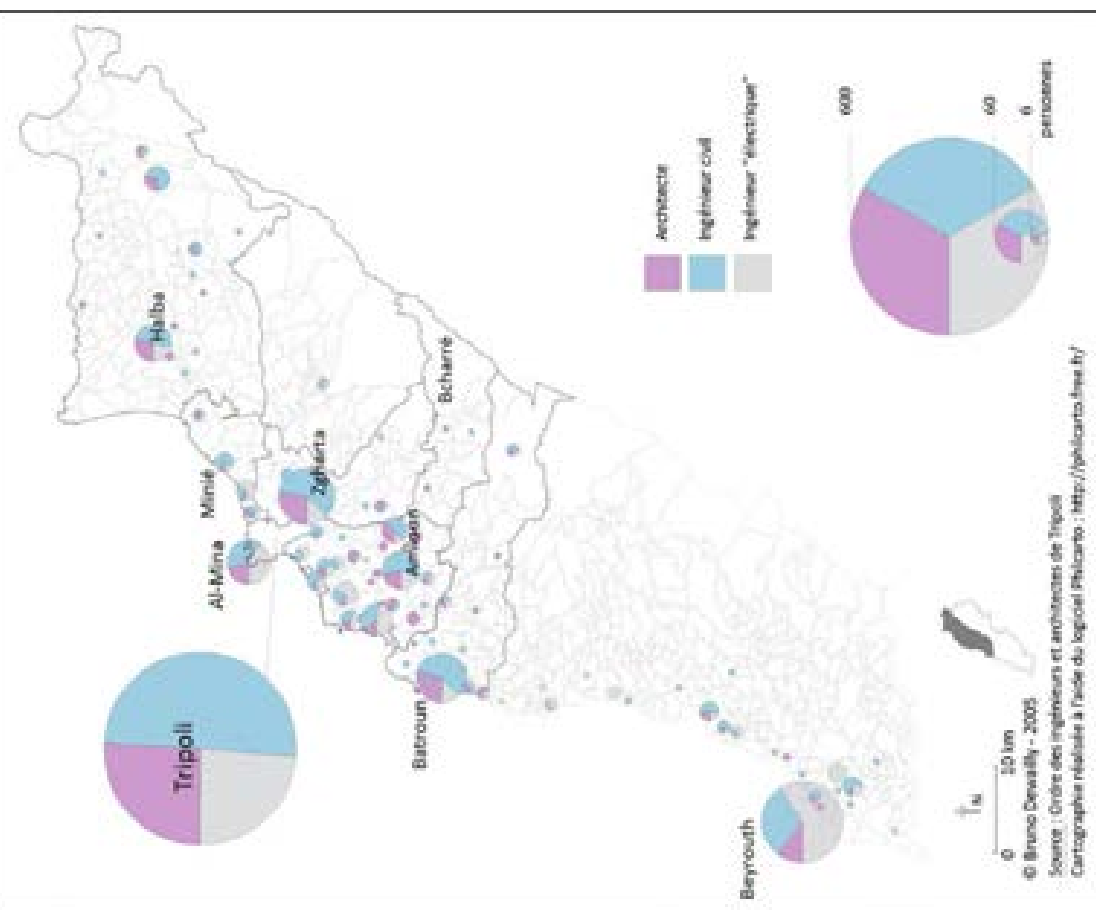 Halba
Minié
Al-Mina
Zgharta
Bcharré
Amioun
Tripoli
Batroun
Beyrouth
Architecte
Ingénieur civil
Ingénieur "électrique"
600
60
6
personnes
N
0 10 km
© Bruno Dewailly - 2005
Source : Ordre des ingénieurs et architectes de Tripoli
Cartographie réalisée à l'aide du logiciel Philcarto : http://philcarto.free.fr/